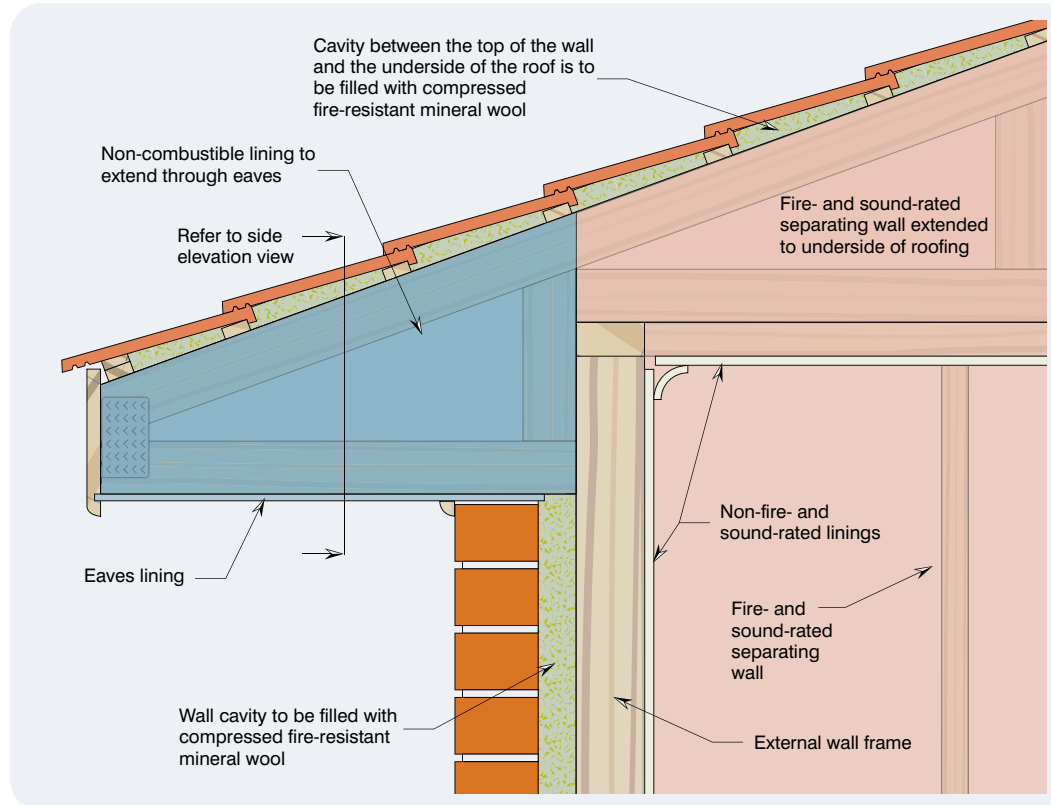 Cavity between the top of the wall
and the underside of the roof is to
be filled with compressed
fire-resistant mineral wool
Non-combustible lining to
extend through eaves
Refer to side
elevation view
Fire- and sound-rated
separating wall extended
to underside of roofing
Non-fire- and
sound-rated linings
Eaves lining
Fire- and
sound-rated
separating
wall
Wall cavity to be filled with
compressed fire-resistant
mineral wool
External wall frame